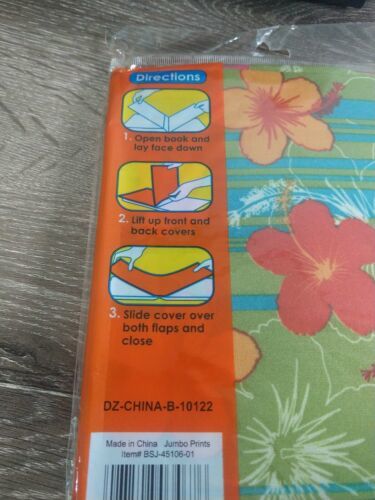 Directions
1. Open book and
lay face down
2. Lift up front and
back covers
3. Slide cover over
both flaps and
close
DZ-CHINA-B-10122
Made in China Jumbo Prints
Item# BSJ-45106-01